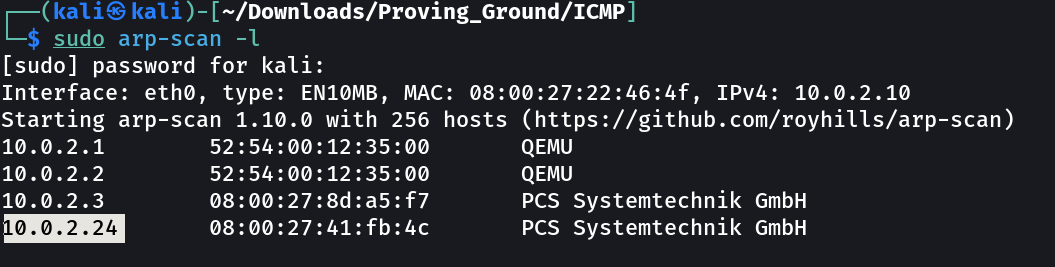 ┌──(kali㉿kali)-[~/Downloads/Proving_Ground/ICMP]
└─$ sudo arp-scan -l
[sudo] password for kali:
Interface: eth0, type: EN10MB, MAC: 08:00:27:22:46:4f, IPv4: 10.0.2.10
Starting arp-scan 1.10.0 with 256 hosts (https://github.com/royhills/arp-scan)
10.0.2.1 52:54:00:12:35:00 QEMU
10.0.2.2 52:54:00:12:35:00 QEMU
10.0.2.3 08:00:27:8d:a5:f7 PCS Systemtechnik GmbH
10.0.2.24 08:00:27:41:fb:4c PCS Systemtechnik GmbH